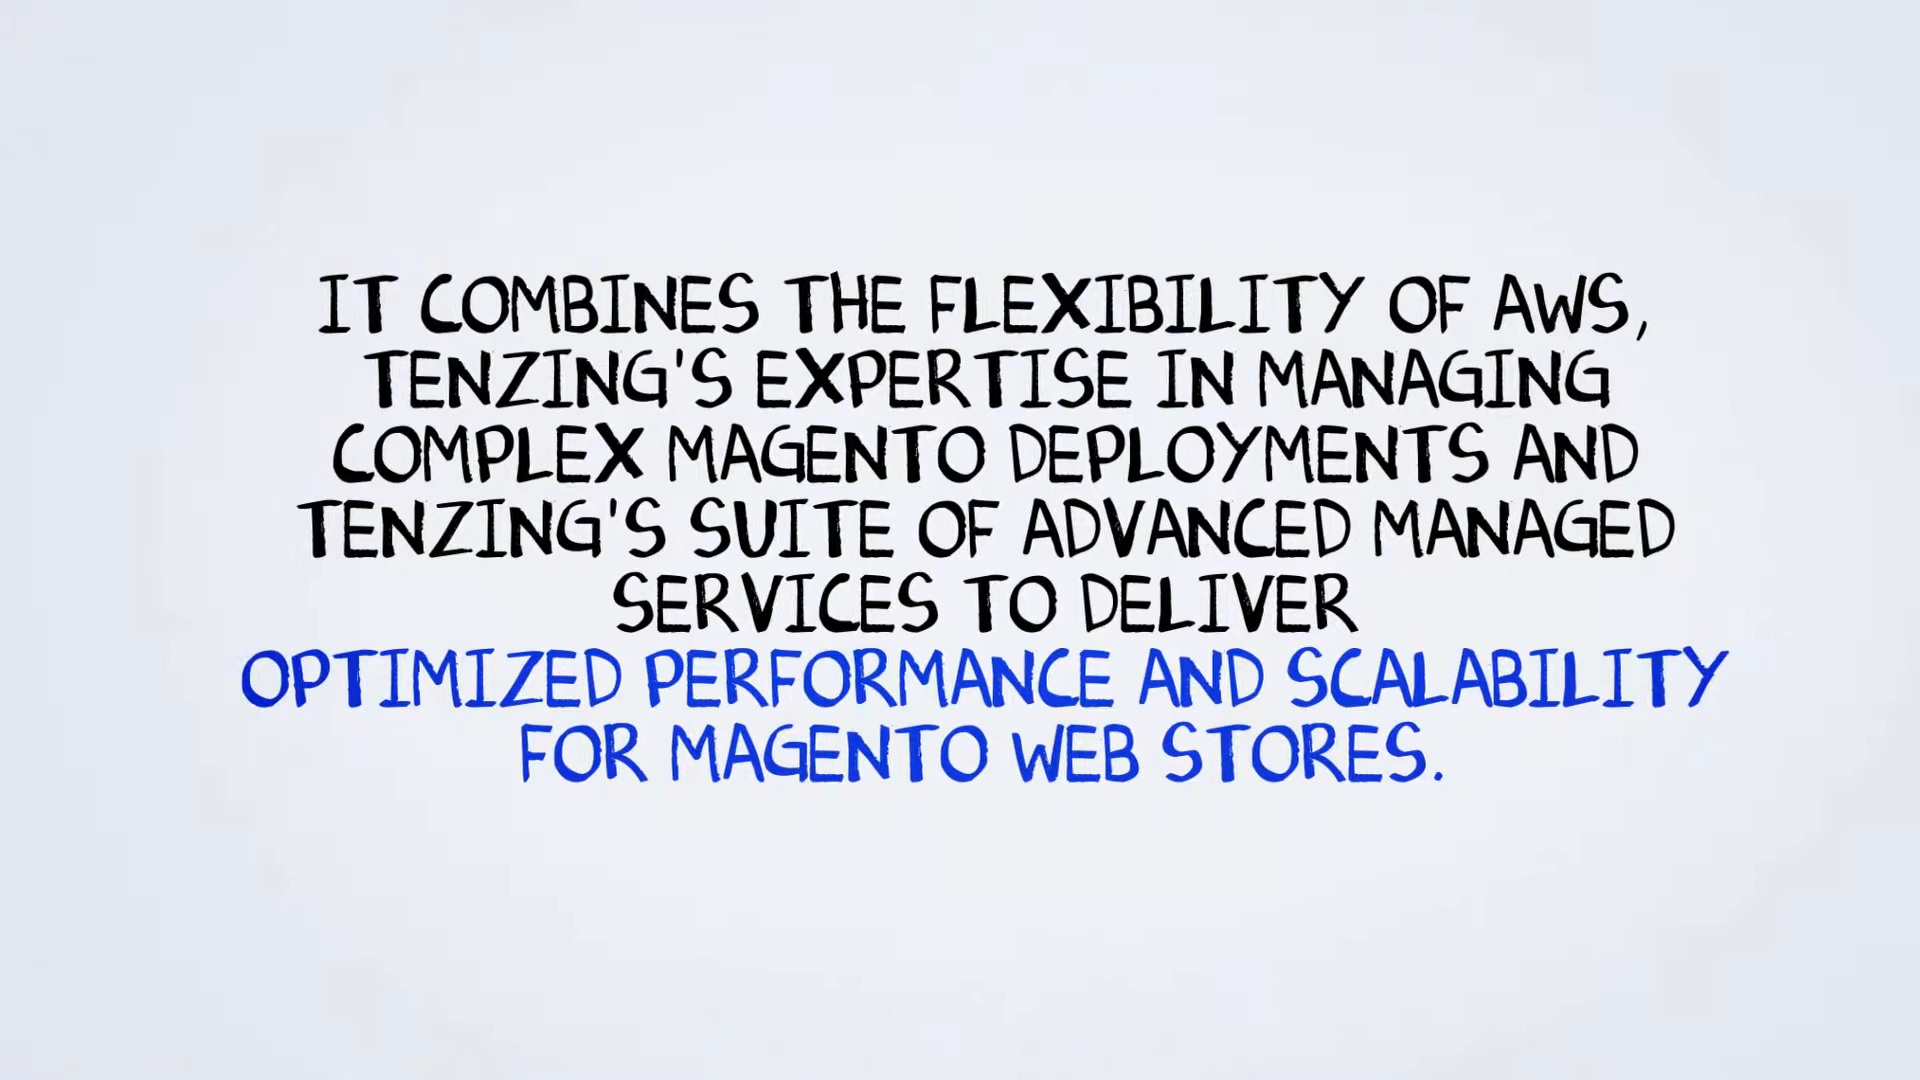 IT COMBINES THE FLEXIBILITY OF AWS,
TENZING'S EXPERTISE IN MANAGING
COMPLEX MAGENTO DEPLOYMENTS AND
TENZING'S SUITE OF ADVANCED MANAGED
SERVICES TO DELIVER
OPTIMIZED PERFORMANCE AND SCALABILITY
FOR MAGENTO WEB STORES.